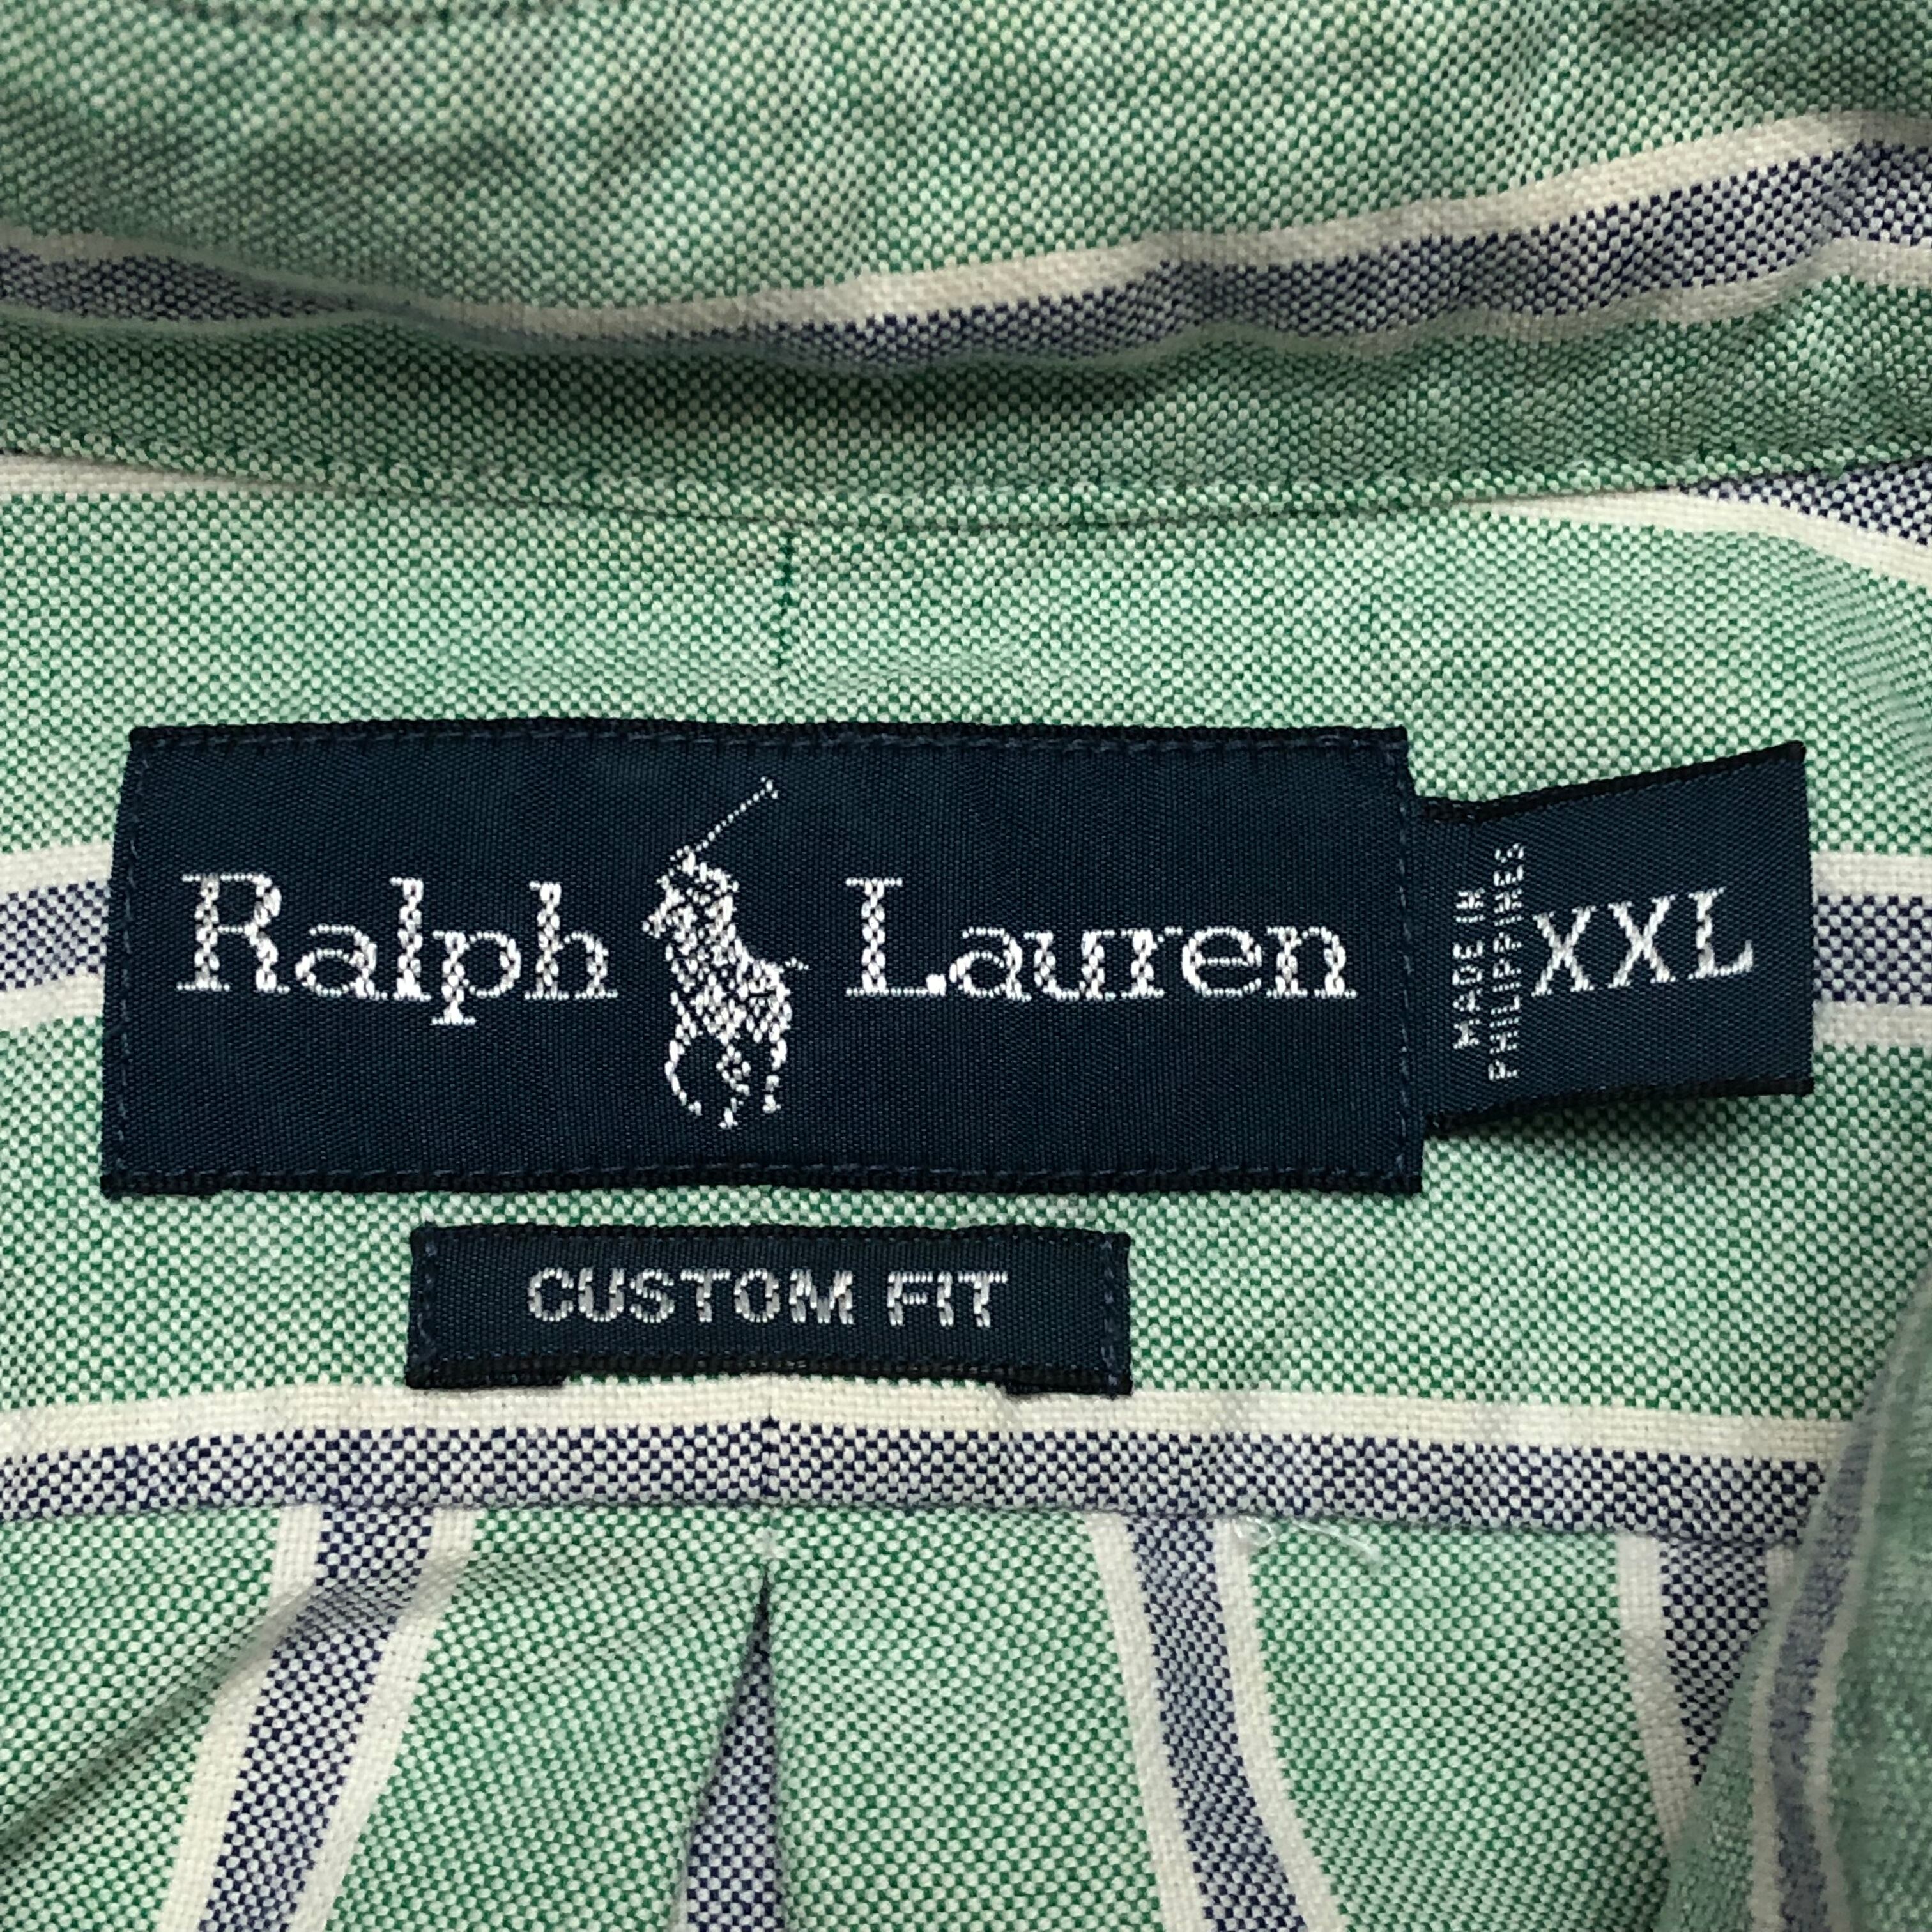 Ralph Lauren
MADE IN
PHILIPPINES
XXL
CUSTOM FIT